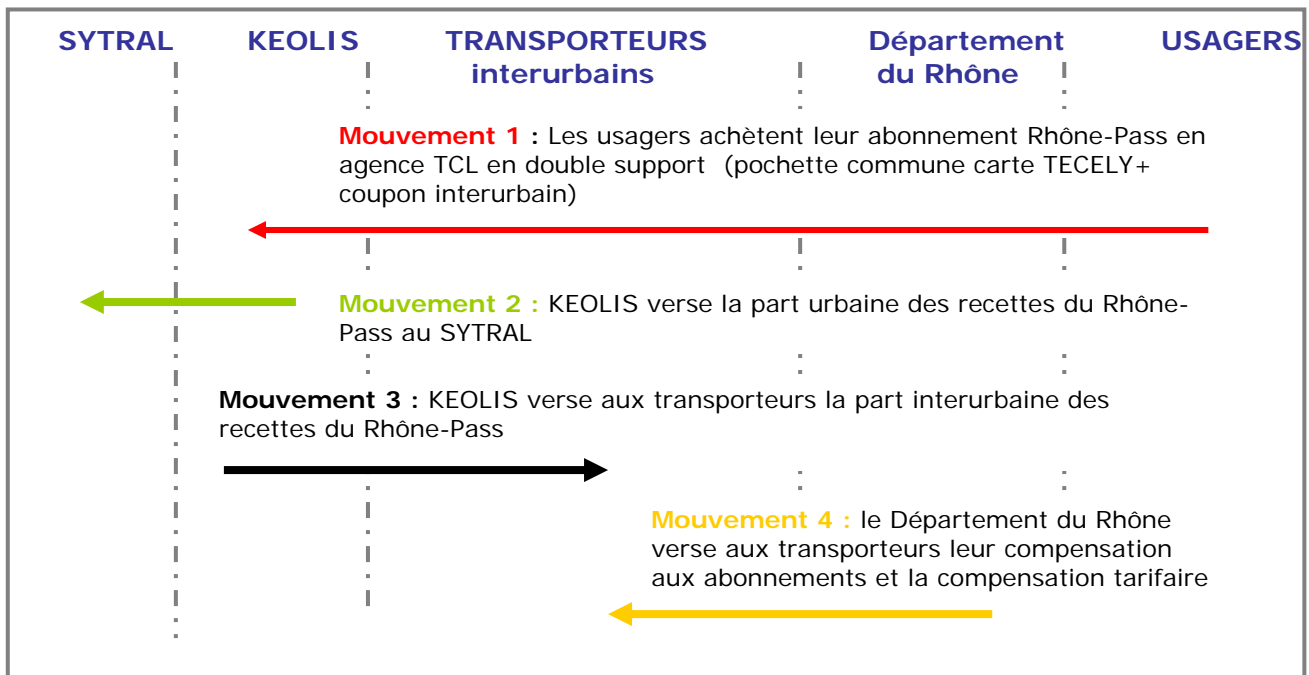 SYTRAL KEOLIS TRANSPORTEURS Département USAGERS
interurbains du Rhône
Mouvement 1 : Les usagers achètent leur abonnement Rhône-Pass en
agence TCL en double support (pochette commune carte TECELY+
coupon interurbain)
Mouvement 2 : KEOLIS verse la part urbaine des recettes du Rhône-
Pass au SYTRAL
Mouvement 3 : KEOLIS verse aux transporteurs la part interurbaine des
recettes du Rhône-Pass
Mouvement 4 : le Département du Rhône
verse aux transporteurs leur compensation
aux abonnements et la compensation tarifaire